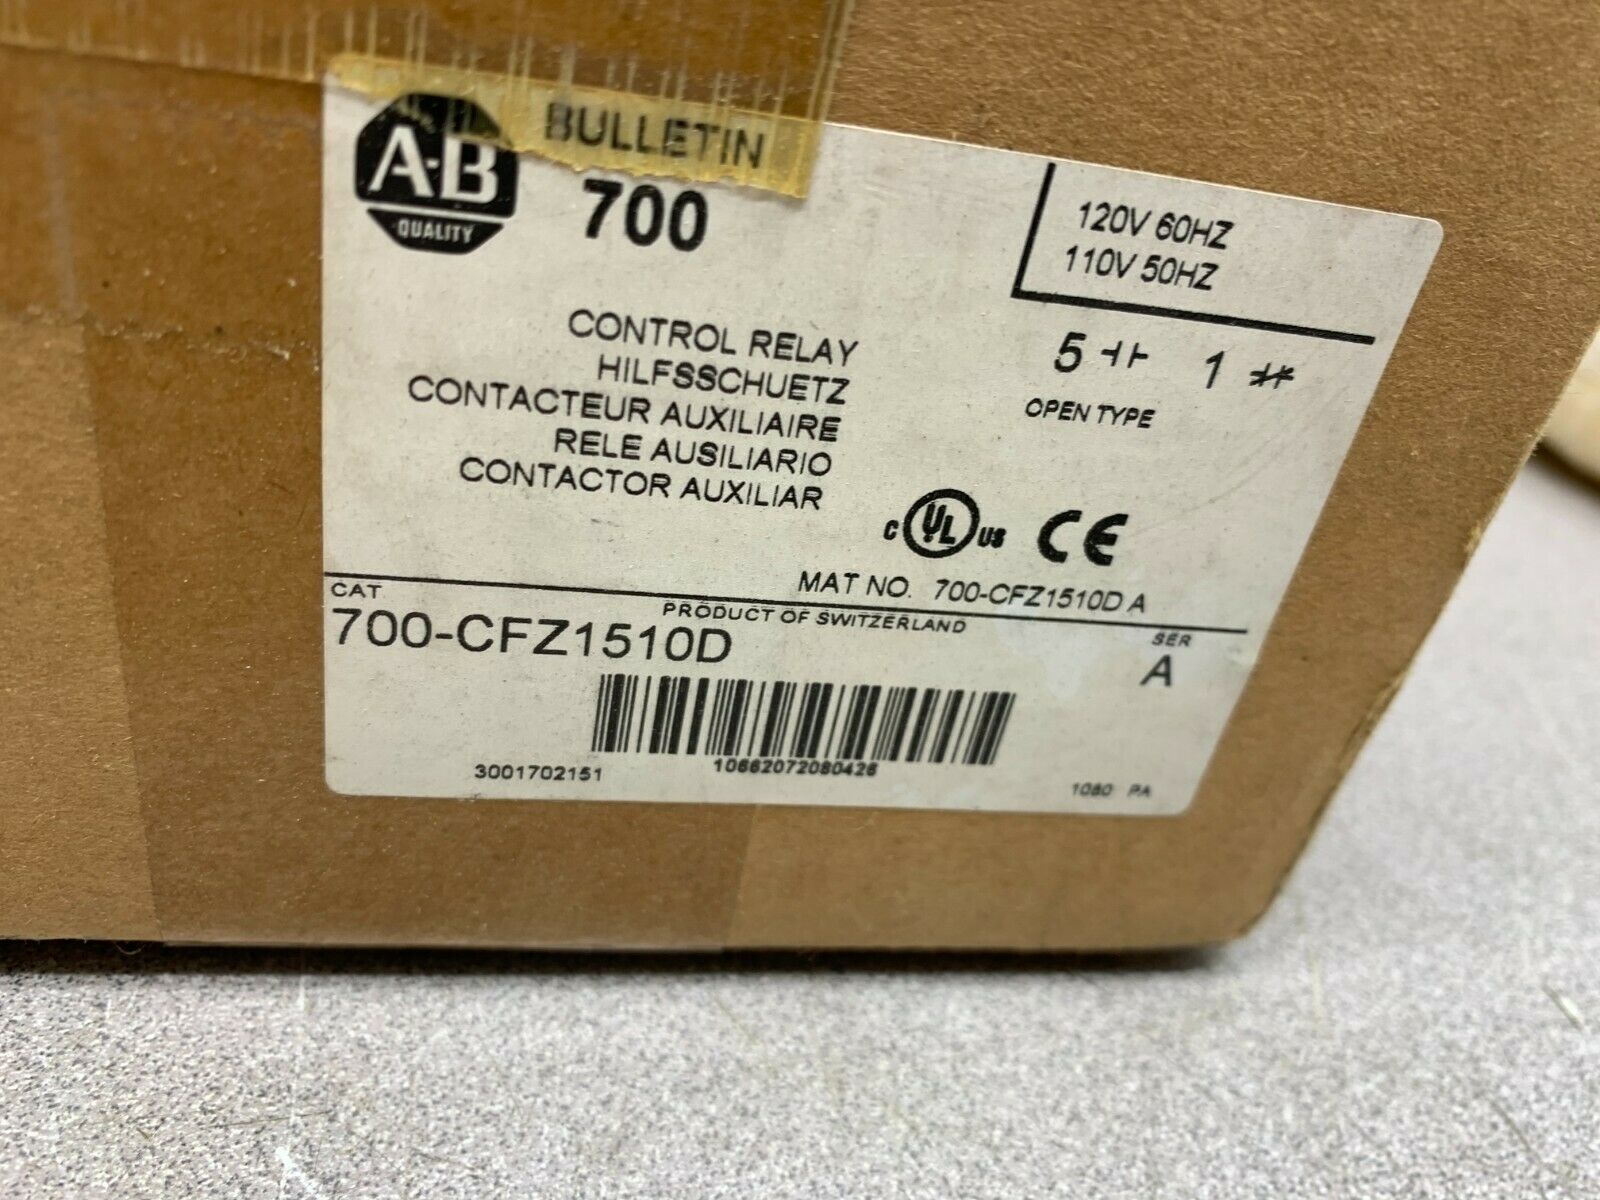 A-B
QUALITY
BULLETIN
700
120V 60HZ
110V 50HZ
5 1
OPEN TYPE
CONTROL RELAY
HILFSSCHUETZ
CONTACTEUR AUXILIAIRE
RELE AUSILIARIO
CONTACTOR AUXILIAR
C UL US CE
MAT NO. 700-CFZ1510D A
PRODUCT OF SWITZERLAND
CAT
700-CFZ1510D
SER
A
10662072080426
3001702151
1080 PA